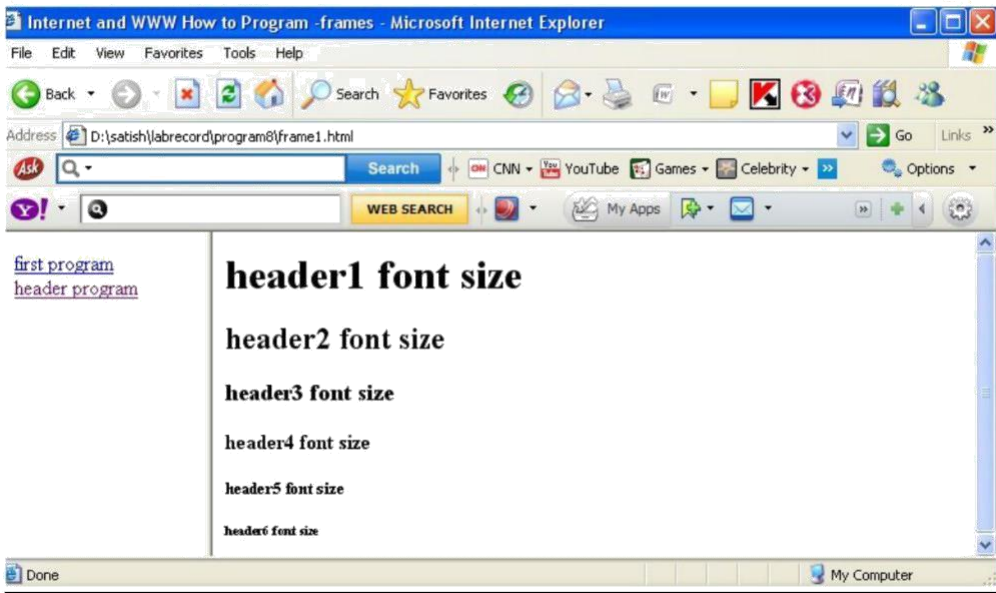 Internet and WWW How to Program -frames - Microsoft Internet Explorer
File Edit View Favorites Tools Help
Back Search Favorites
Address D:\satish\labrecord\program8\frame1.html Go Links »
Ask Search CNN YouTube Games Celebrity » Options
Y! WEB SEARCH My Apps »
first program
header program
header1 font size
header2 font size
header3 font size
header4 font size
header5 font size
header6 font size
Done My Computer